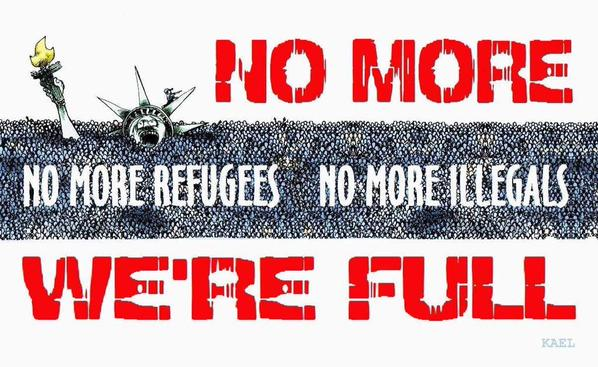 NO MORE
NO MORE REFUGEES NO MORE ILLEGALS
WE'RE FULL
KAEL